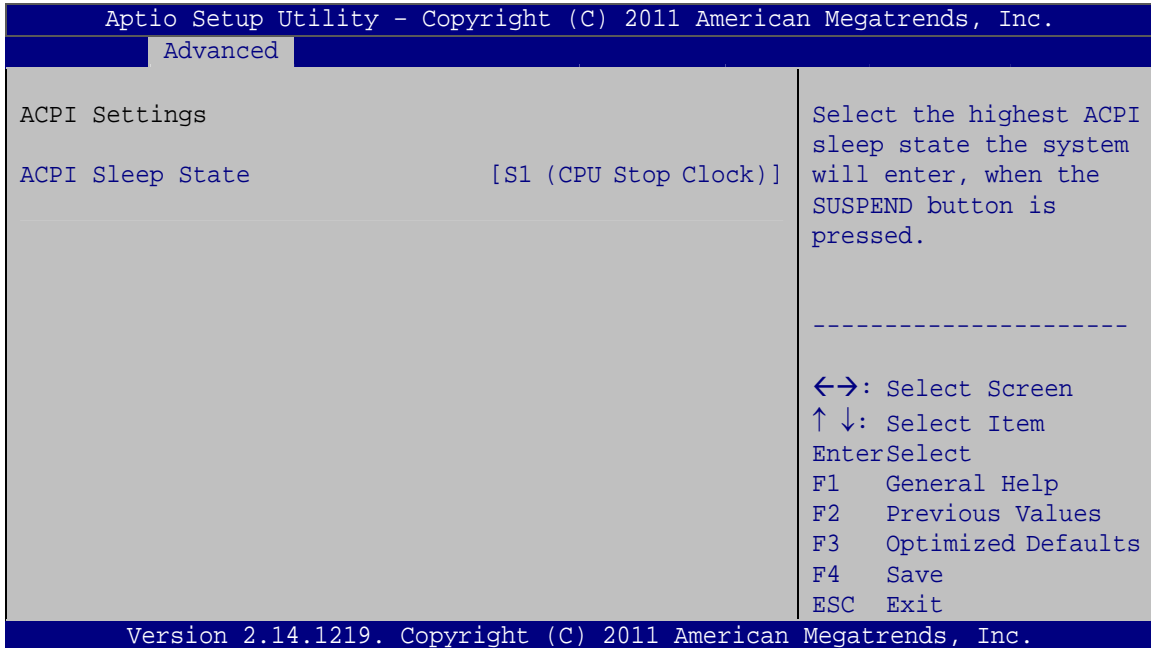 Aptio Setup Utility – Copyright (C) 2011 American Megatrends, Inc.
Advanced
ACPI Settings
ACPI Sleep State [S1 (CPU Stop Clock)]
Select the highest ACPI
sleep state the system
will enter, when the
SUSPEND button is
pressed.
----------------------
←→: Select Screen
↑ ↓: Select Item
EnterSelect
F1 General Help
F2 Previous Values
F3 Optimized Defaults
F4 Save
ESC Exit
Version 2.14.1219. Copyright (C) 2011 American Megatrends, Inc.